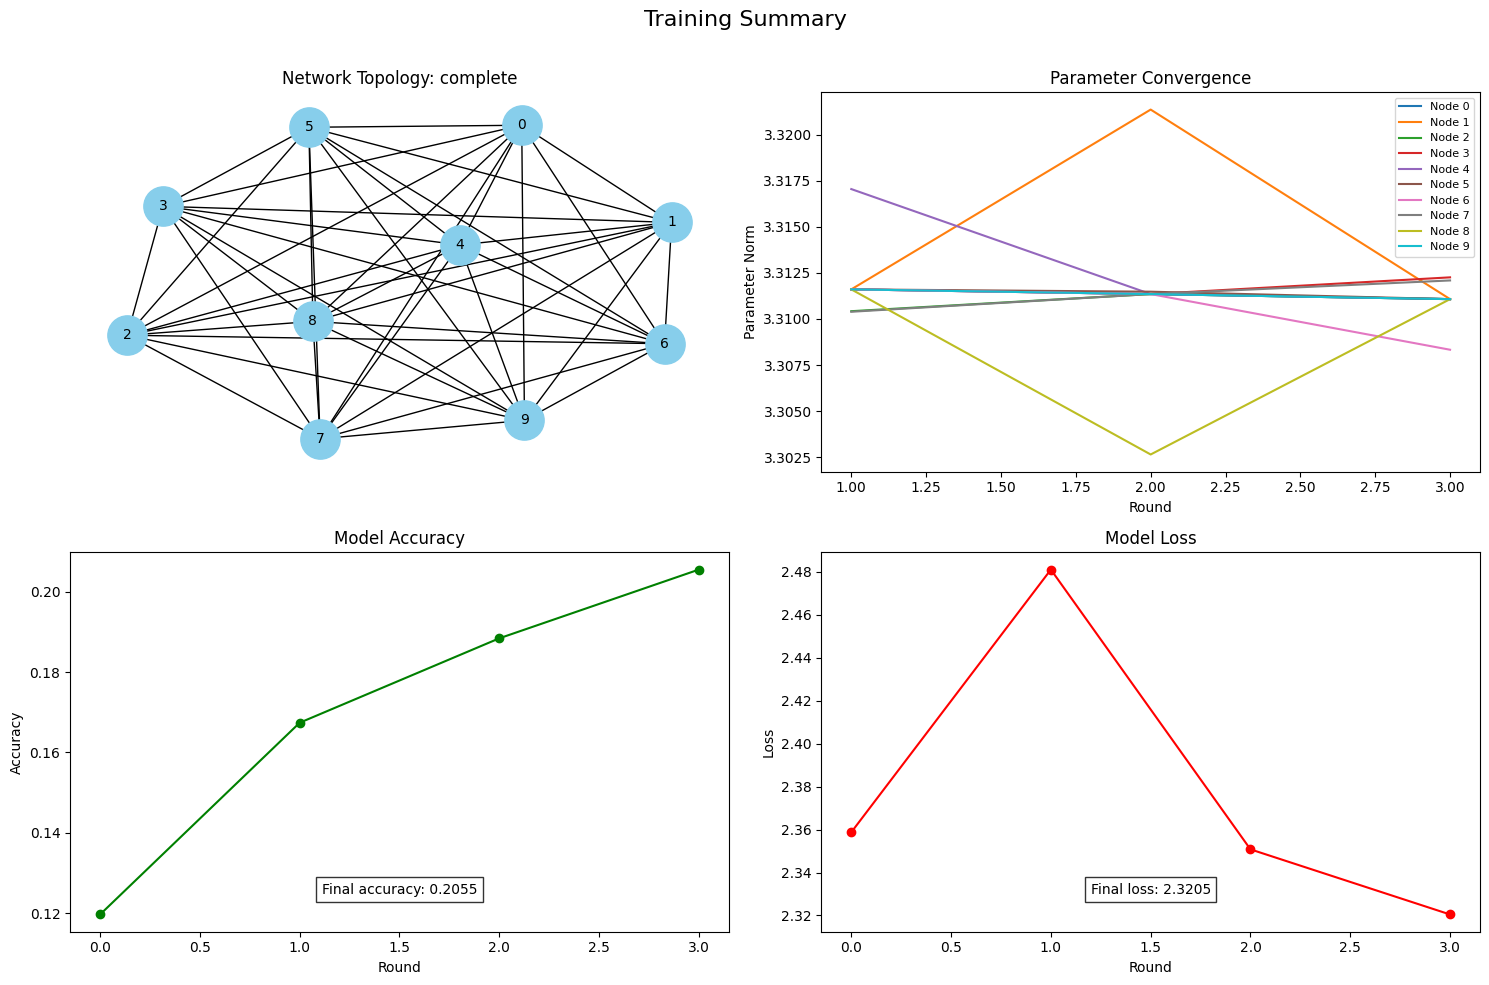 Training Summary
Network Topology: complete
5
0
3
1
4
8
2
6
9
7
Parameter Convergence
Node 0
Node 1
Node 2
Node 3
Node 4
Node 5
Node 6
Node 7
Node 8
Node 9
3.3200
3.3175
3.3150
3.3125
3.3100
3.3075
3.3050
3.3025
Parameter Norm
1.00 1.25 1.50 1.75 2.00 2.25 2.50 2.75 3.00
Round
Model Accuracy
0.20
0.18
0.16
0.14
0.12
Accuracy
Final accuracy: 0.2055
0.0 0.5 1.0 1.5 2.0 2.5 3.0
Round
Model Loss
2.48
2.46
2.44
2.42
2.40
2.38
2.36
2.34
2.32
Loss
Final loss: 2.3205
0.0 0.5 1.0 1.5 2.0 2.5 3.0
Round